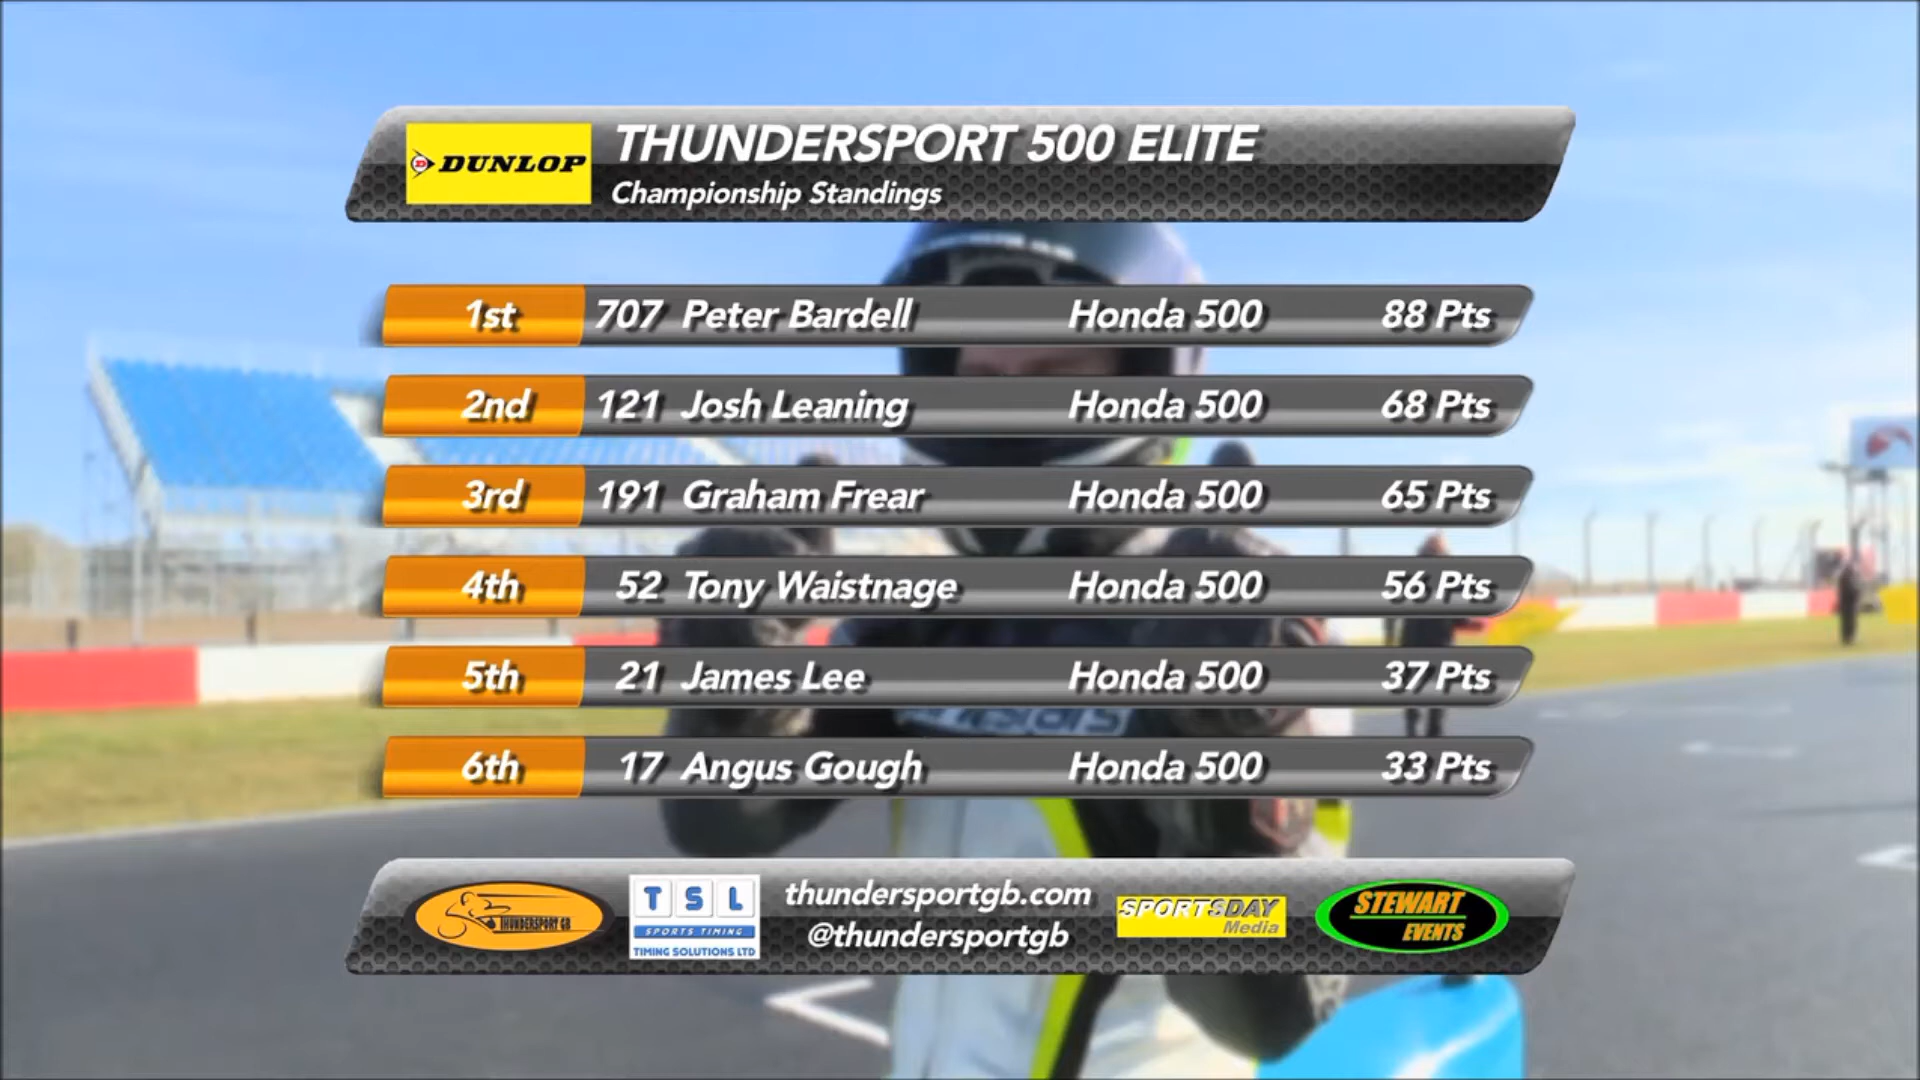 DUNLOP
THUNDERSPORT 500 ELITE
Championship Standings
1st 707 Peter Bardell Honda 500 88 Pts
2nd 121 Josh Leaning Honda 500 68 Pts
3rd 191 Graham Frear Honda 500 65 Pts
4th 52 Tony Waistnage Honda 500 56 Pts
5th 21 James Lee Honda 500 37 Pts
6th 17 Angus Gough Honda 500 33 Pts
THUNDERSPORT GB
TSL
SPORTS TIMING
TIMING SOLUTIONS LTD
thundersportgb.com
@thundersportgb
SPORTSDAY
Media
STEWART
EVENTS